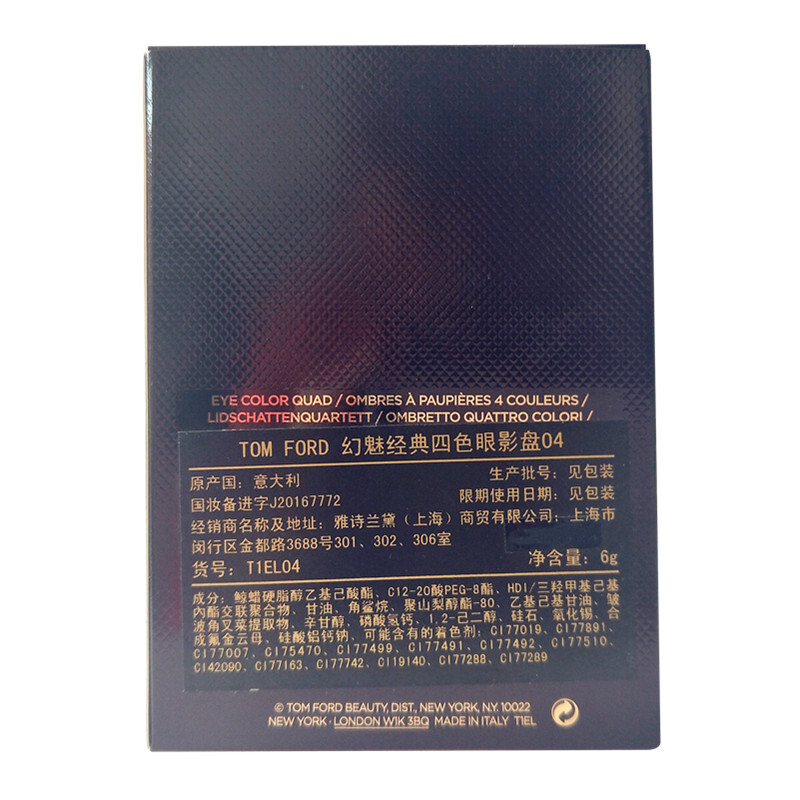 EYE COLOR QUAD / OMBRES À PAUPIÈRES 4 COULEURS /
LIDSCHATTENQUARTETT / OMBRETTO QUATTRO COLORI /
TOM FORD 幻魅经典四色眼影盘04
原产国: 意大利 生产批号: 见包装
国妆备进字J20167772 限期使用日期: 见包装
经销商名称及地址: 雅诗兰黛(上海)商贸有限公司: 上海市
闵行区金都路3688号301、302、306室
货号: T1EL04 净含量: 6g
成分: 鲸蜡硬脂醇乙基己酸酯、C12-20酸PEG-8酯、HDI/三羟甲基己基
内酯交联聚合物、甘油、角鲨烷、聚山梨醇酯-80、乙基己基甘油、皱
波角叉菜提取物、辛甘醇、磷酸氢钙、1,2-己二醇、硅石、氧化锡、合
成氟金云母、硅酸铝钙钠、可能含有的着色剂: CI77019、CI77891、
CI77007、CI75470、CI77499、CI77491、CI77492、CI77510、
CI42090、CI77163、CI77742、CI19140、CI77288、CI77289
© TOM FORD BEAUTY, DIST., NEW YORK, N.Y. 10022
NEW YORK · LONDON W1K 3BQ MADE IN ITALY T1EL